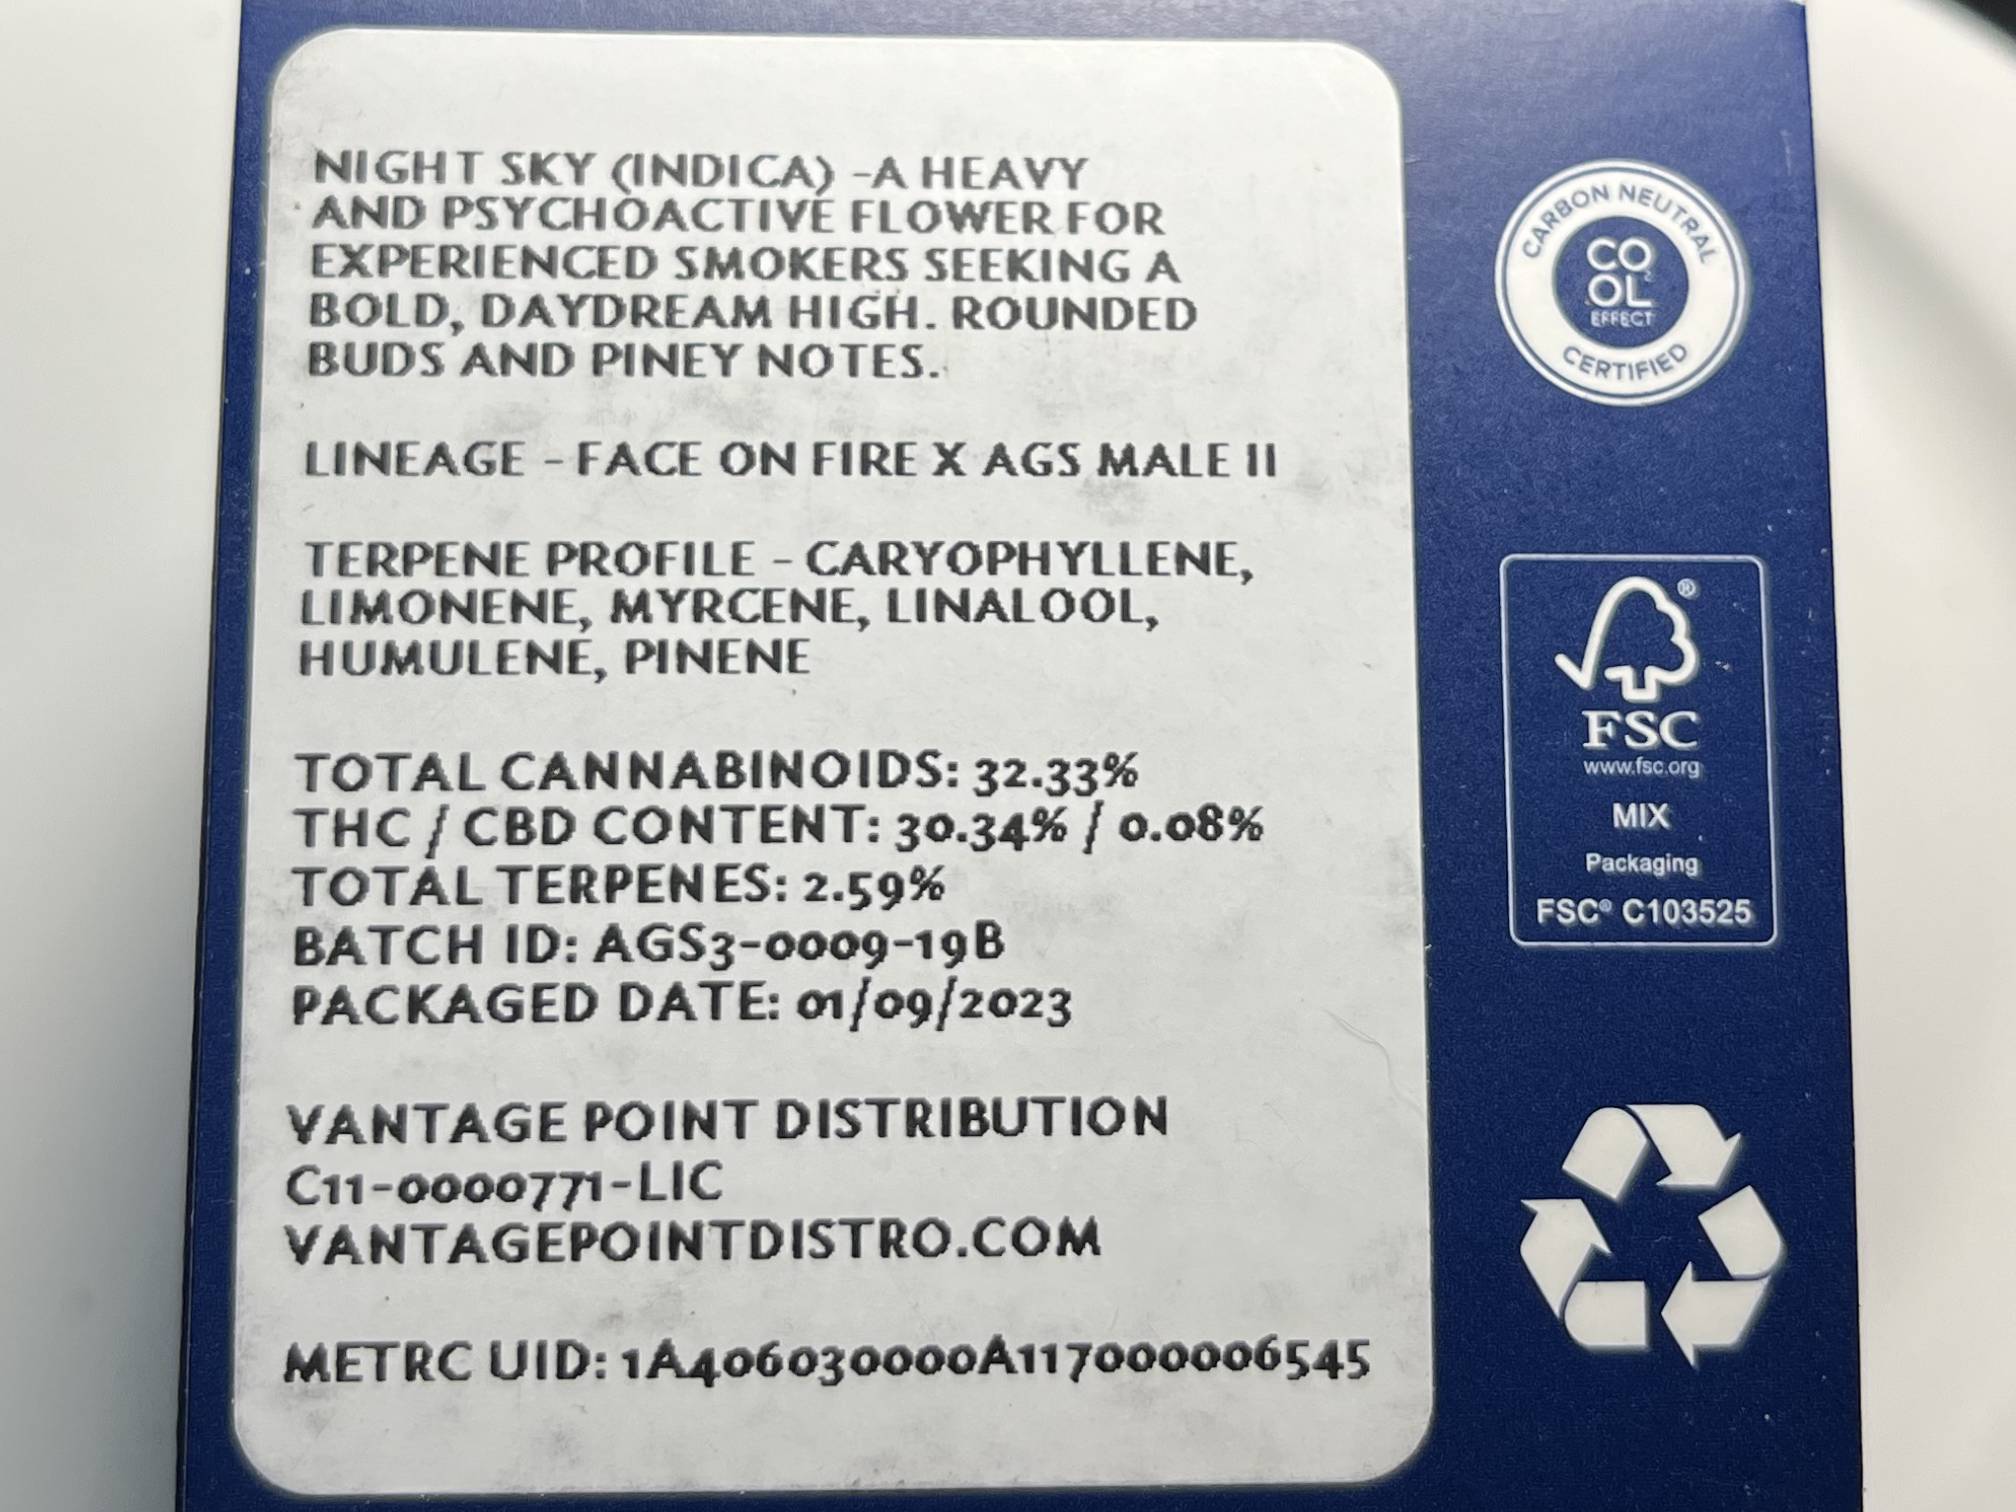 NIGHT SKY (INDICA) -A HEAVY
AND PSYCHOACTIVE FLOWER FOR
EXPERIENCED SMOKERS SEEKING A
BOLD, DAYDREAM HIGH. ROUNDED
BUDS AND PINEY NOTES.
LINEAGE - FACE ON FIRE X AGS MALE II
TERPENE PROFILE - CARYOPHYLLENE,
LIMONENE, MYRCENE, LINALOOL,
HUMULENE, PINENE
TOTAL CANNABINOIDS: 32.33%
THC / CBD CONTENT: 30.34% / 0.08%
TOTAL TERPENES: 2.59%
BATCH ID: AGS3-0009-19B
PACKAGED DATE: 01/09/2023
VANTAGE POINT DISTRIBUTION
C11-0000771-LIC
VANTAGEPOINTDISTRO.COM
METRC UID: 1A406030000A117000006545
CARBON NEUTRAL
CO2
OL
EFFECT
CERTIFIED
®
FSC
www.fsc.org
MIX
Packaging
FSC® C103525